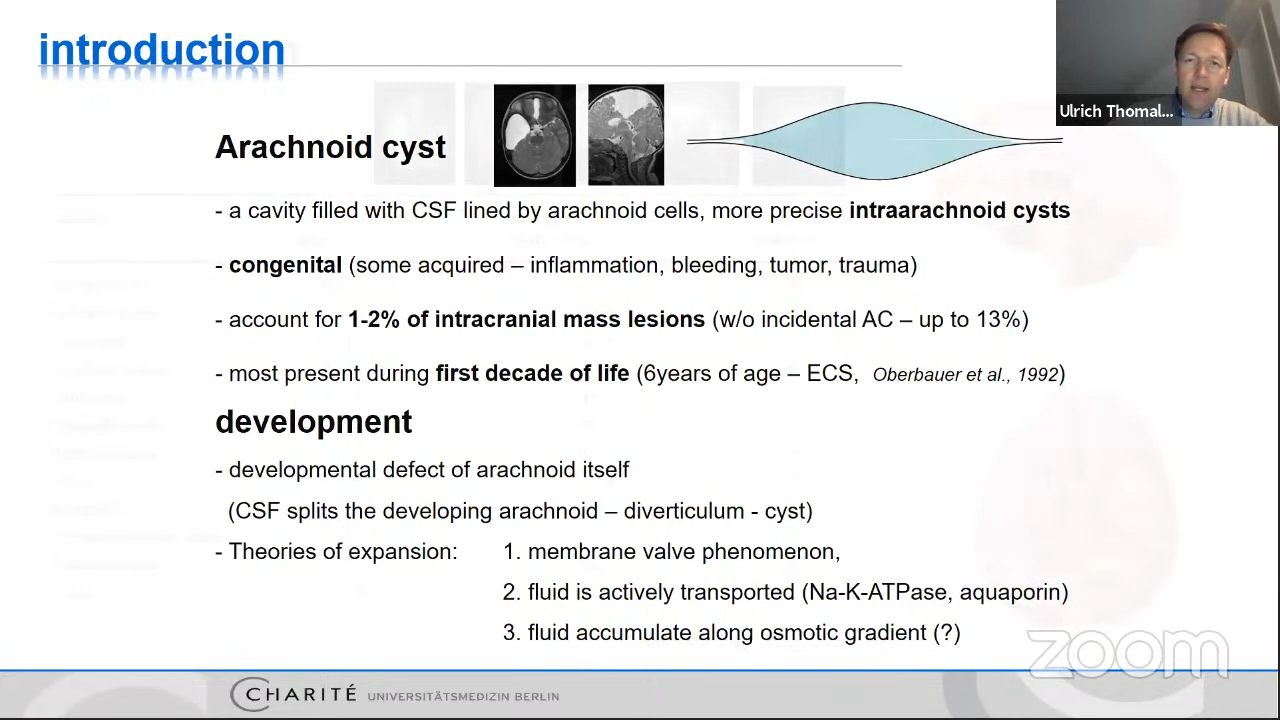 introduction
Ulrich Thomal...
Arachnoid cyst
- a cavity filled with CSF lined by arachnoid cells, more precise intraarachnoid cysts
- congenital (some acquired – inflammation, bleeding, tumor, trauma)
- account for 1-2% of intracranial mass lesions (w/o incidental AC – up to 13%)
- most present during first decade of life (6years of age – ECS, Oberbauer et al., 1992)
development
- developmental defect of arachnoid itself
(CSF splits the developing arachnoid – diverticulum - cyst)
- Theories of expansion: 1. membrane valve phenomenon,
2. fluid is actively transported (Na-K-ATPase, aquaporin)
3. fluid accumulate along osmotic gradient (?)
zoom
CHARITÉ UNIVERSITÄTSMEDIZIN BERLIN